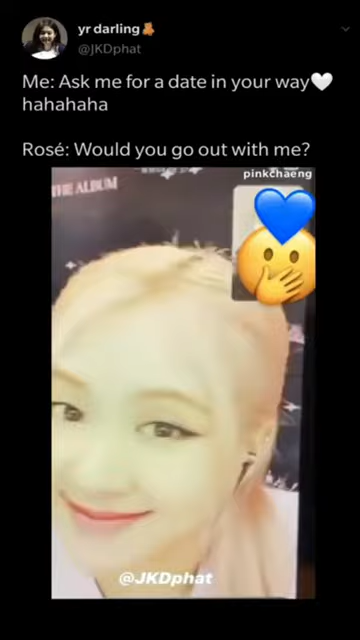 yr darling🧸
@JKDphat
Me: Ask me for a date in your way🤍
hahahaha
Rosé: Would you go out with me?
pinkchaeng
THE ALBUM
@JKDphat